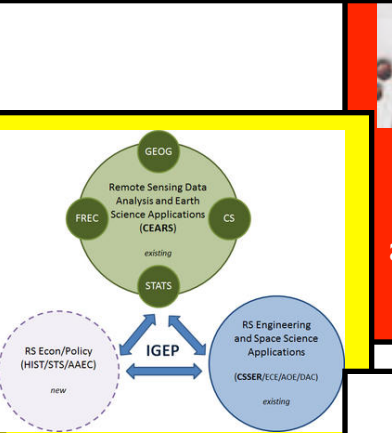 GEOG
Remote Sensing Data
Analysis and Earth
Science Applications
(CEARS)
existing
FREC
CS
STATS
RS Econ/Policy
(HIST/STS/AAEC)
new
IGEP
RS Engineering
and Space Science
Applications
(CSSER/ECE/AOE/DAC)
existing